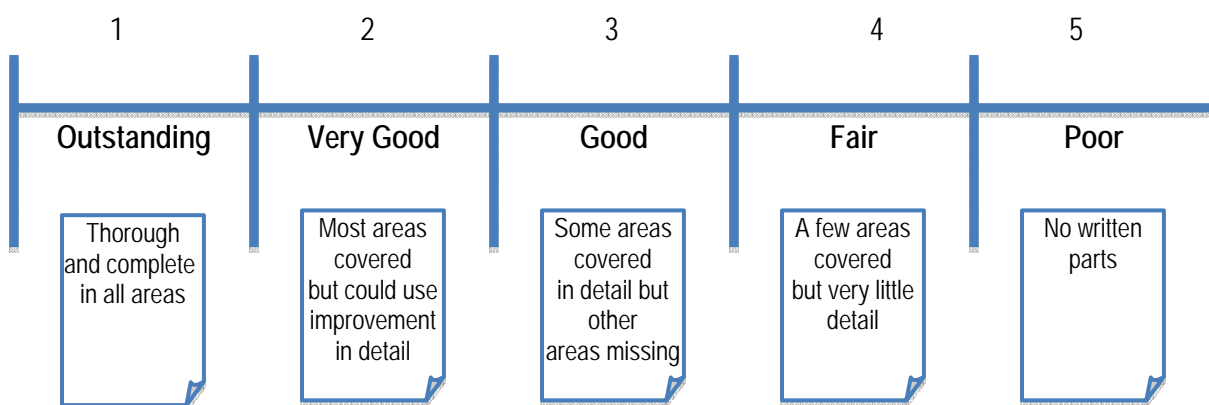 1 2 3 4 5
Outstanding Very Good Good Fair Poor
Thorough
and complete
in all areas
Most areas
covered
but could use
improvement
in detail
Some areas
covered
in detail but
other
areas missing
A few areas
covered
but very little
detail
No written
parts